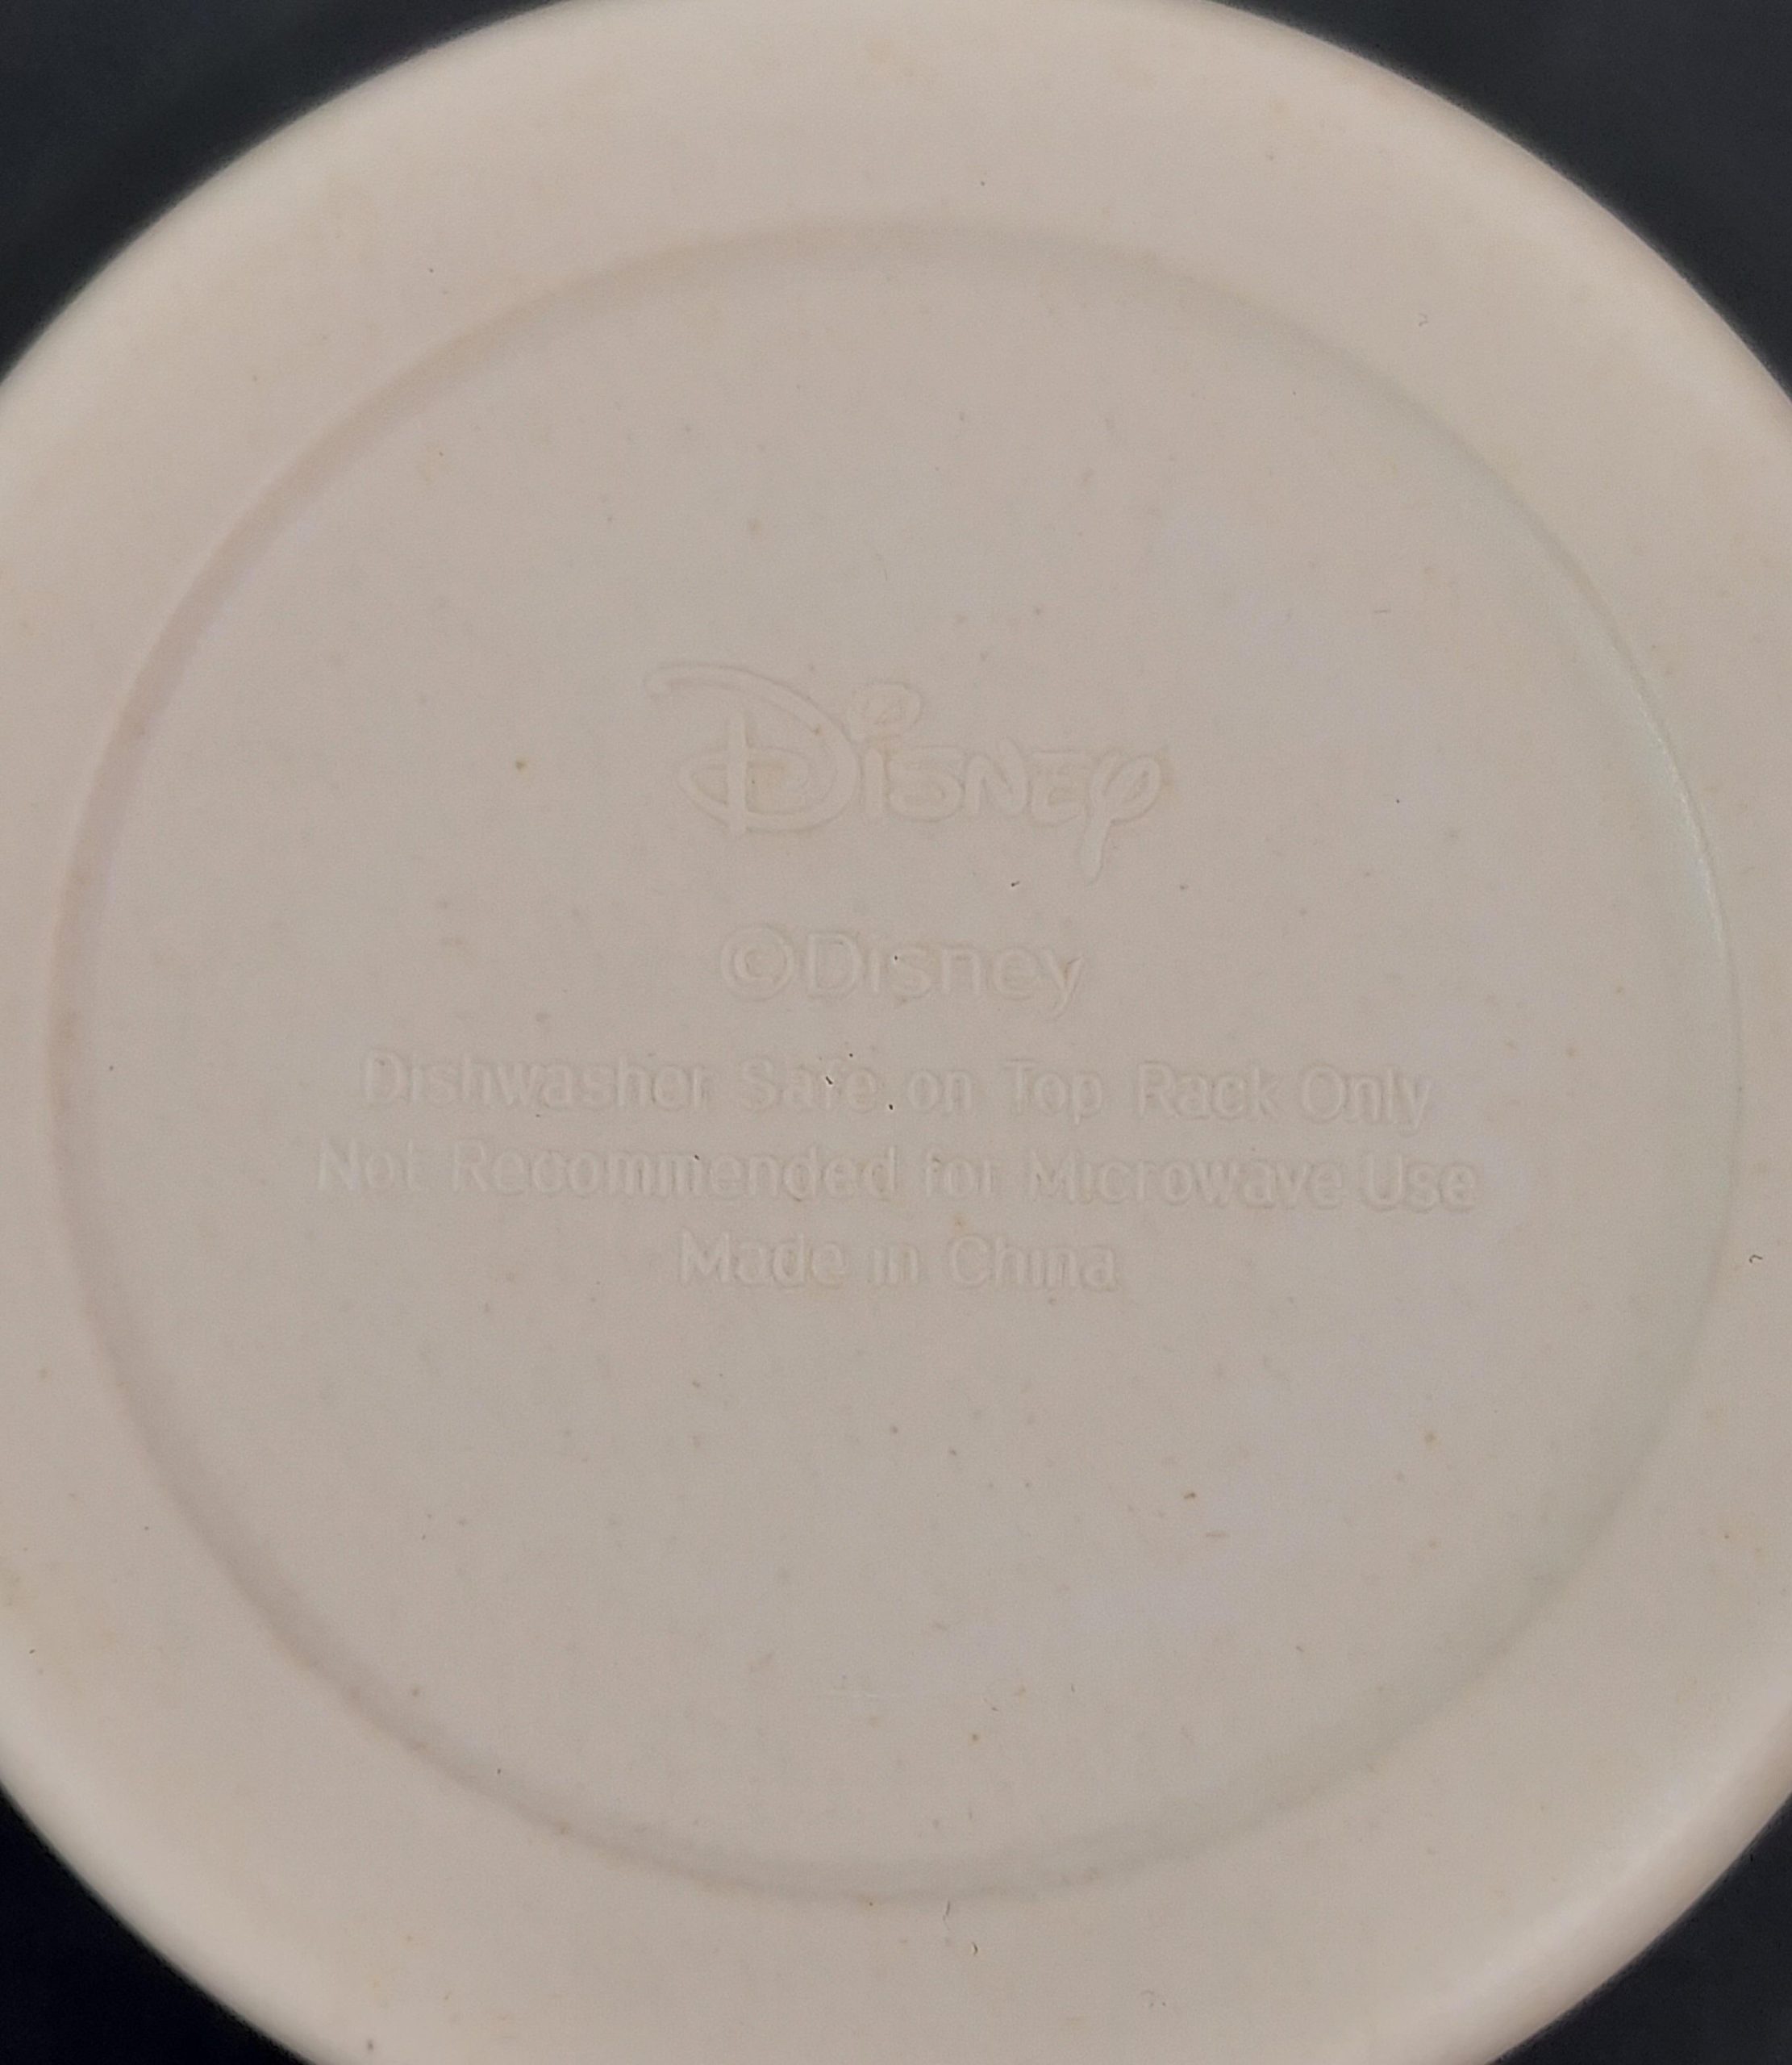 Disney
©Disney
Dishwasher Safe on Top Rack Only
Not Recommended for Microwave Use
Made in China